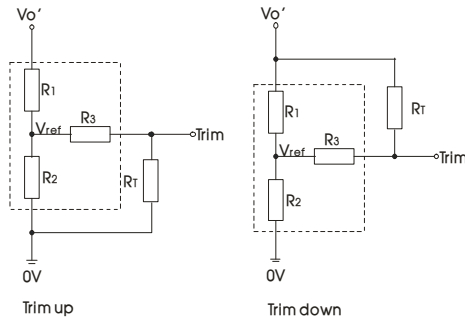 Vo'
R1
Vref
R3
Trim
R2
RT
0V
Trim up
Vo'
R1
RT
Vref
R3
Trim
R2
0V
Trim down